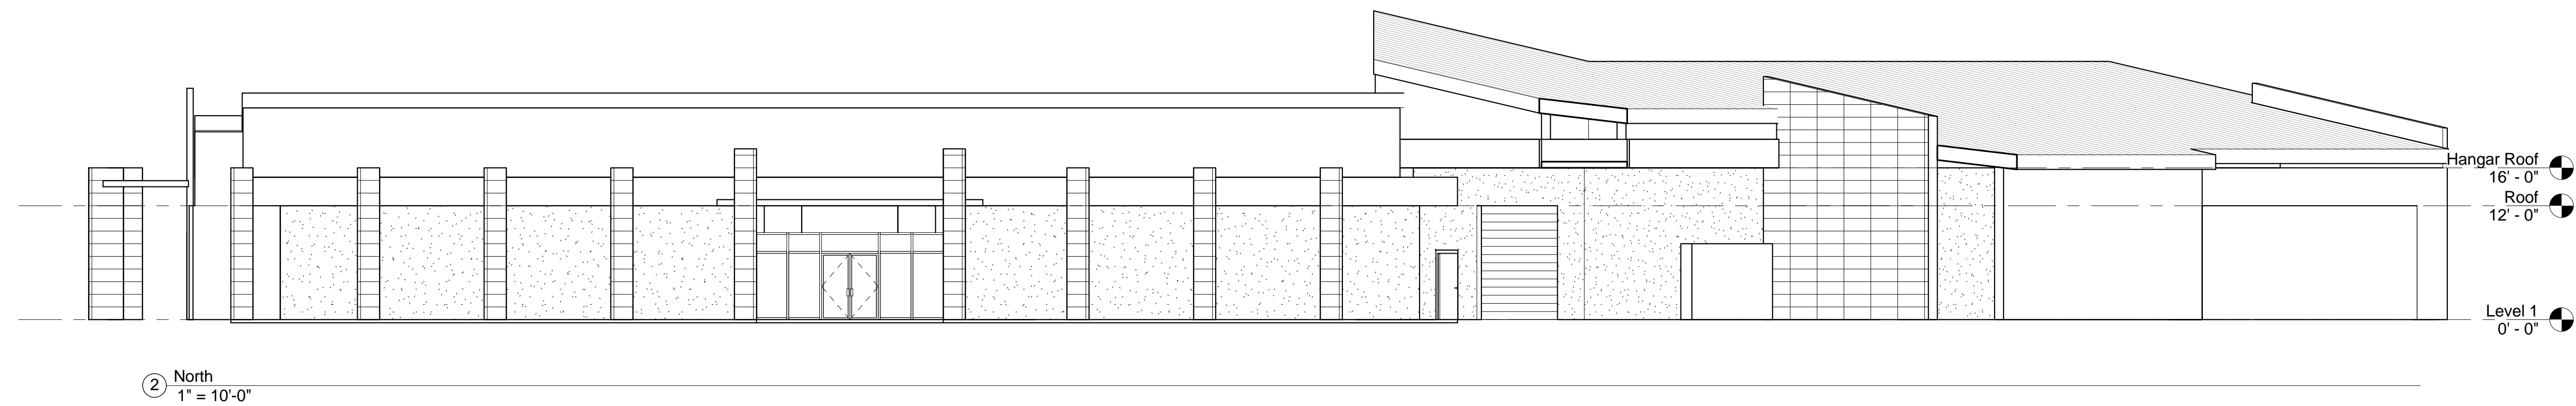 Hangar Roof
16' - 0"
Roof
12' - 0"
Level 1
0' - 0"
2
North
1" = 10'-0"